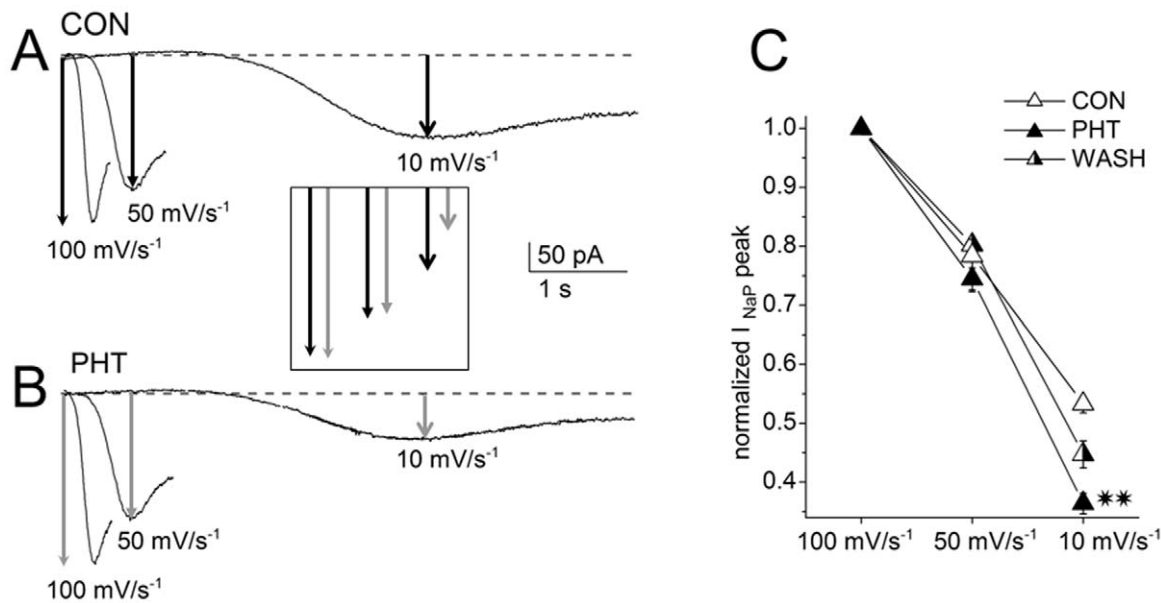 A
CON
10 mV/s-1
50 mV/s-1
100 mV/s-1
50 pA
1 s
B
PHT
10 mV/s-1
50 mV/s-1
100 mV/s-1
C
CON
PHT
WASH
normalized I NaP peak
1.0
0.9
0.8
0.7
0.6
0.5
0.4
**
100 mV/s-1
50 mV/s-1
10 mV/s-1